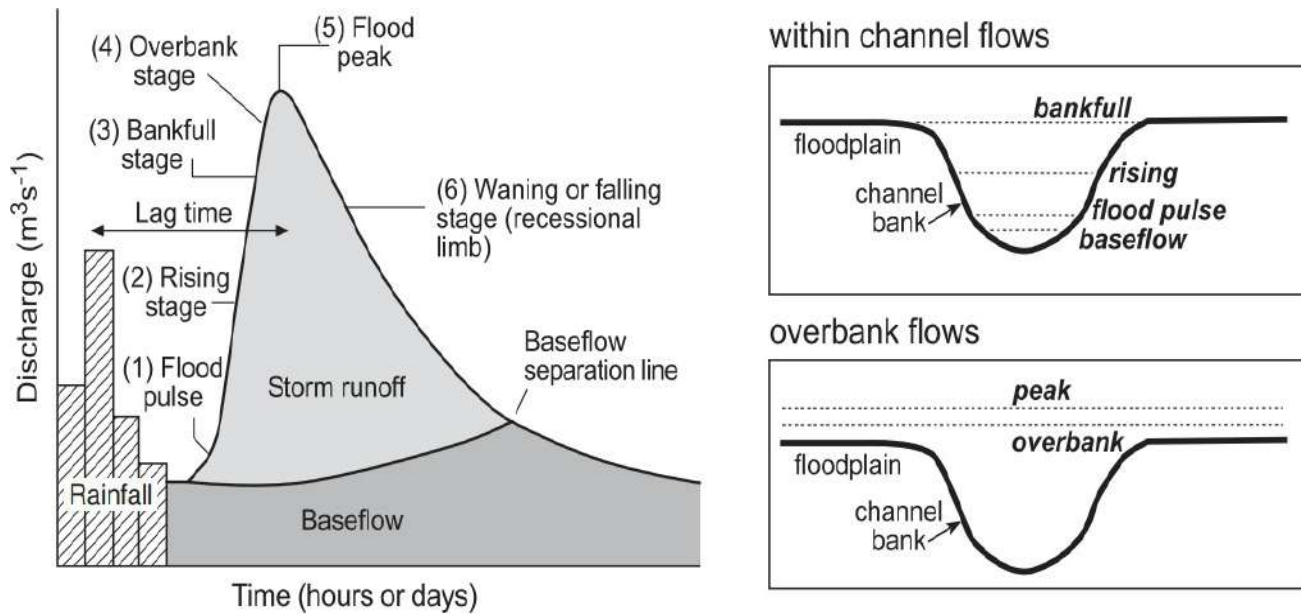 (5) Flood
peak
(4) Overbank
stage
(3) Bankfull
stage
Lag time
(6) Waning or falling
stage (recessional
limb)
(2) Rising
stage
(1) Flood
pulse
Baseflow
separation line
Storm runoff
Rainfall
Baseflow
Discharge (m³s⁻¹)
Time (hours or days)
within channel flows
bankfull
floodplain
rising
channel
bank
flood pulse
baseflow
overbank flows
peak
overbank
floodplain
channel
bank